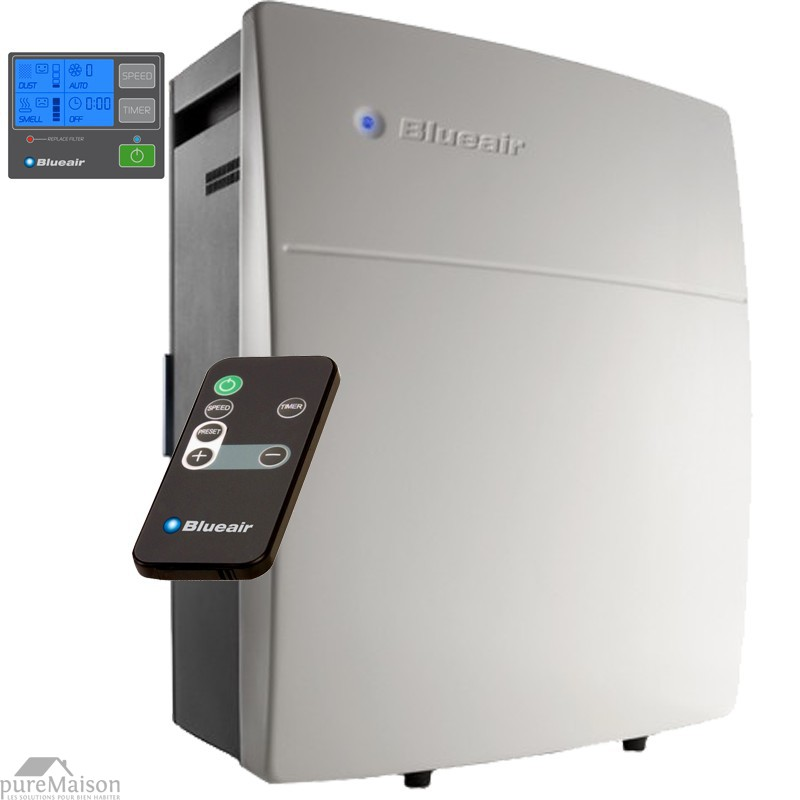 DUST
0
AUTO
SPEED
SMELL
0:00
OFF
TIMER
REPLACE FILTER
Blueair
Blueair
SPEED
TIMER
PRESET
+
−
Blueair
pureMaison
LES SOLUTIONS POUR BIEN HABITER